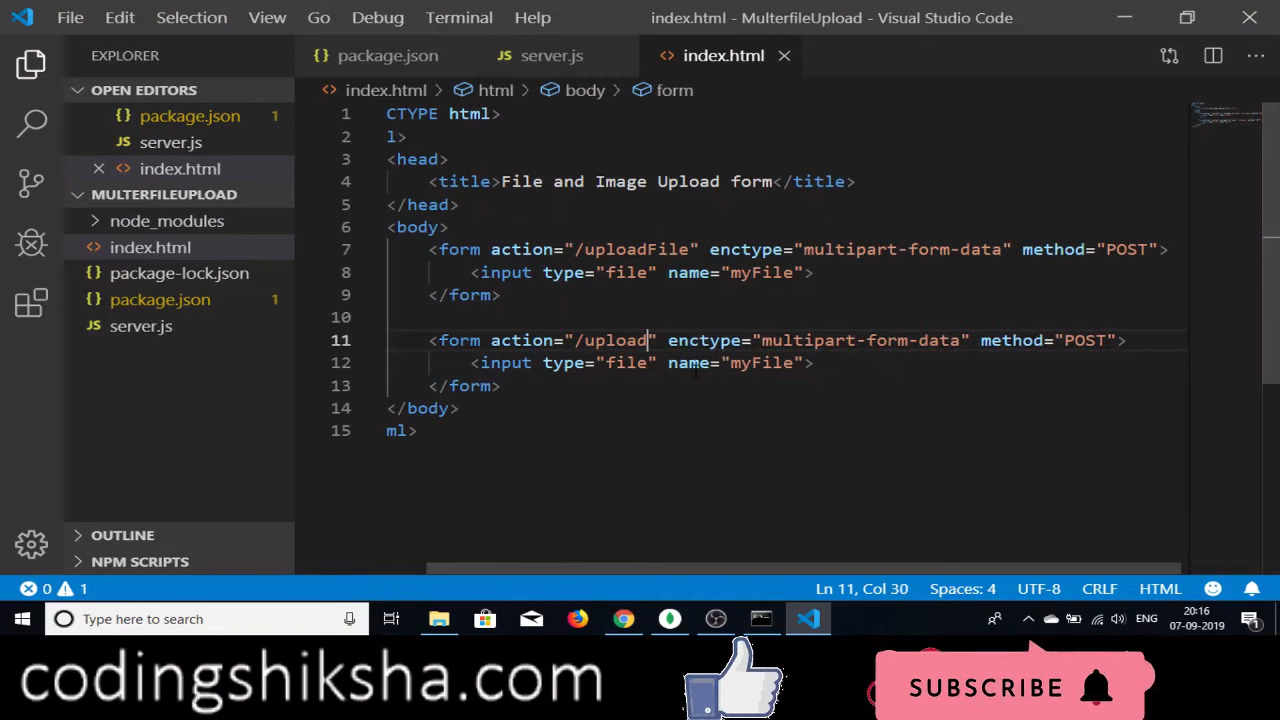 File Edit Selection View Go Debug Terminal Help index.html - MulterfileUpload - Visual Studio Code
EXPLORER
{} package.json JS server.js <> index.html
OPEN EDITORS
{} package.json 1
JS server.js
<> index.html
MULTERFILEUPLOAD
node_modules
<> index.html
package-lock.json
{} package.json 1
JS server.js
OUTLINE
NPM SCRIPTS
<> index.html > html > body > form
1 CTYPE html>
2 l>
3 <head>
4 <title>File and Image Upload form</title>
5 </head>
6 <body>
7 <form action="/uploadFile" enctype="multipart-form-data" method="POST">
8 <input type="file" name="myFile">
9 </form>
10
11 <form action="/upload" enctype="multipart-form-data" method="POST">
12 <input type="file" name="myFile">
13 </form>
14 </body>
15 ml>
0 1 Ln 11, Col 30 Spaces: 4 UTF-8 CRLF HTML
Type here to search ENG 20:16
07-09-2019 1
codingshiksha.com SUBSCRIBE